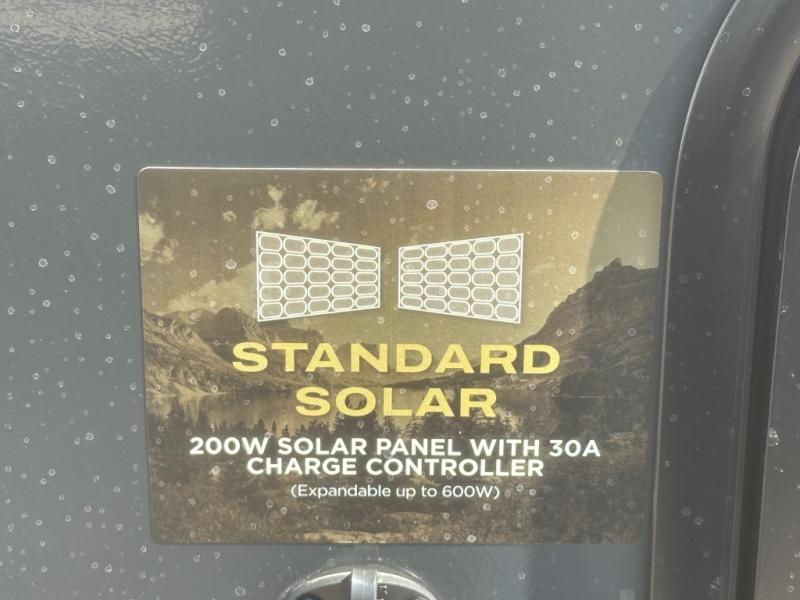 STANDARD
SOLAR
200W SOLAR PANEL WITH 30A
CHARGE CONTROLLER
(Expandable up to 600W)